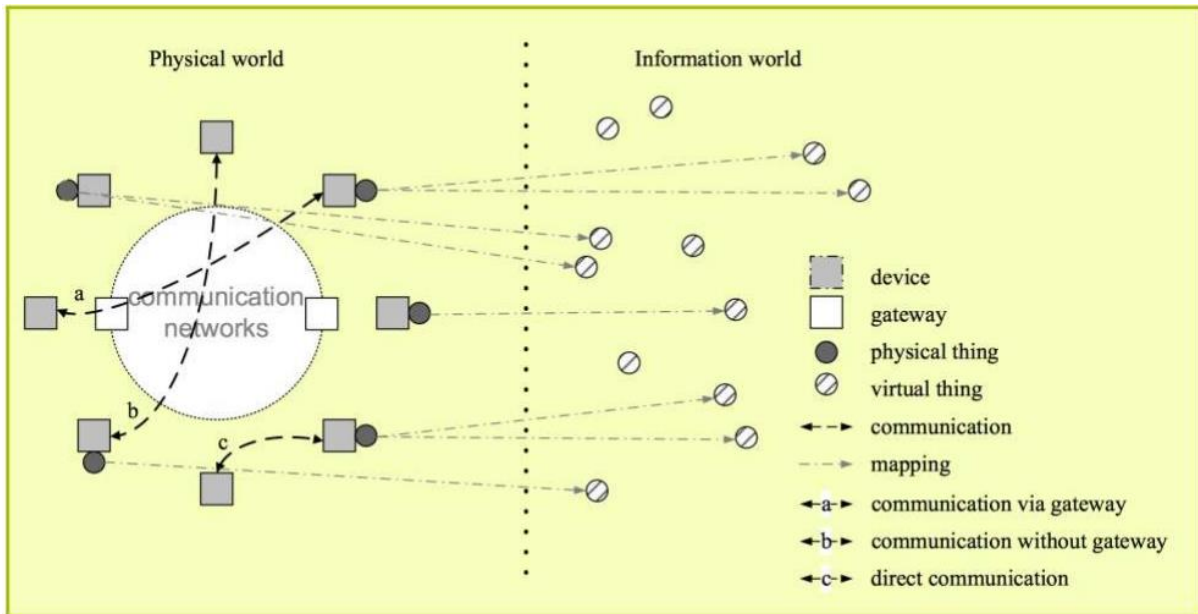 Physical world
Information world
a
communication
networks
b
c
device
gateway
physical thing
virtual thing
communication
mapping
a communication via gateway
b communication without gateway
c direct communication